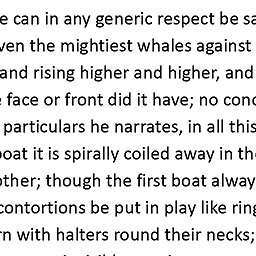 e can in any generic respect be sa
ven the mightiest whales against
and rising higher and higher, and
face or front did it have; no conc
particulars he narrates, in all this
boat it is spirally coiled away in the
other; though the first boat alway
contortions be put in play like ring
rn with halters round their necks;